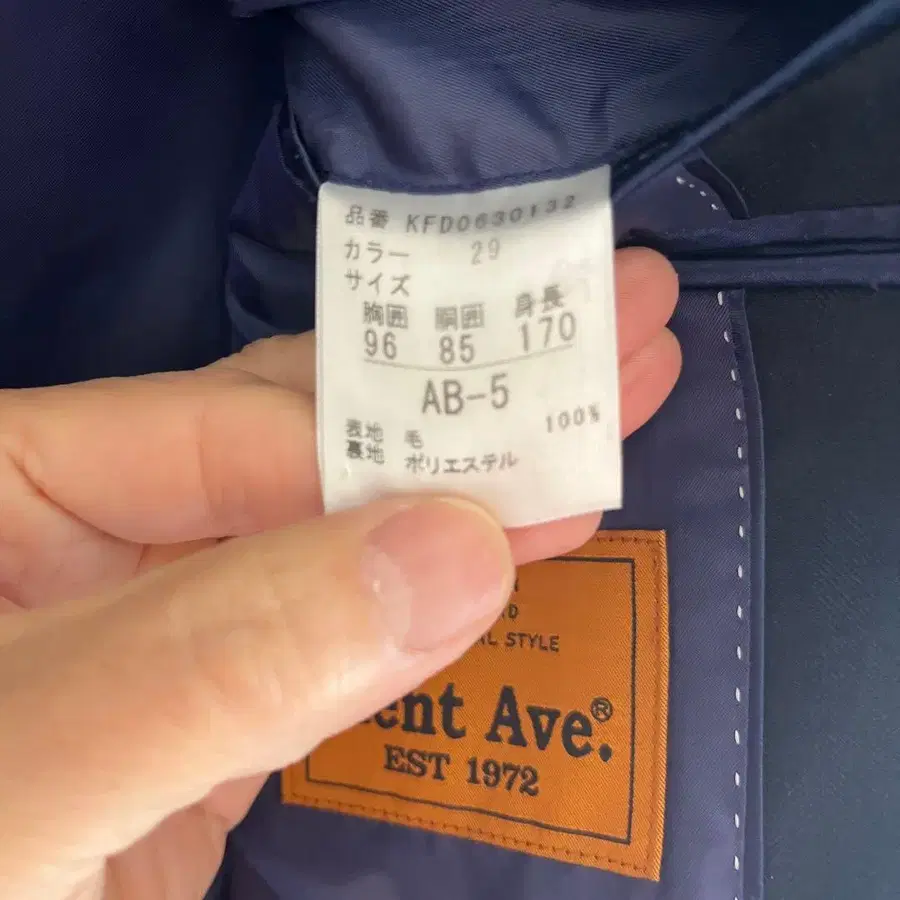 品番 KFD0630132
カラー 29
サイズ
胸囲 胴囲 身長
96 85 170
AB-5
表地 毛 100%
裏地 ポリエステル
STYLE
Ave.®
EST 1972